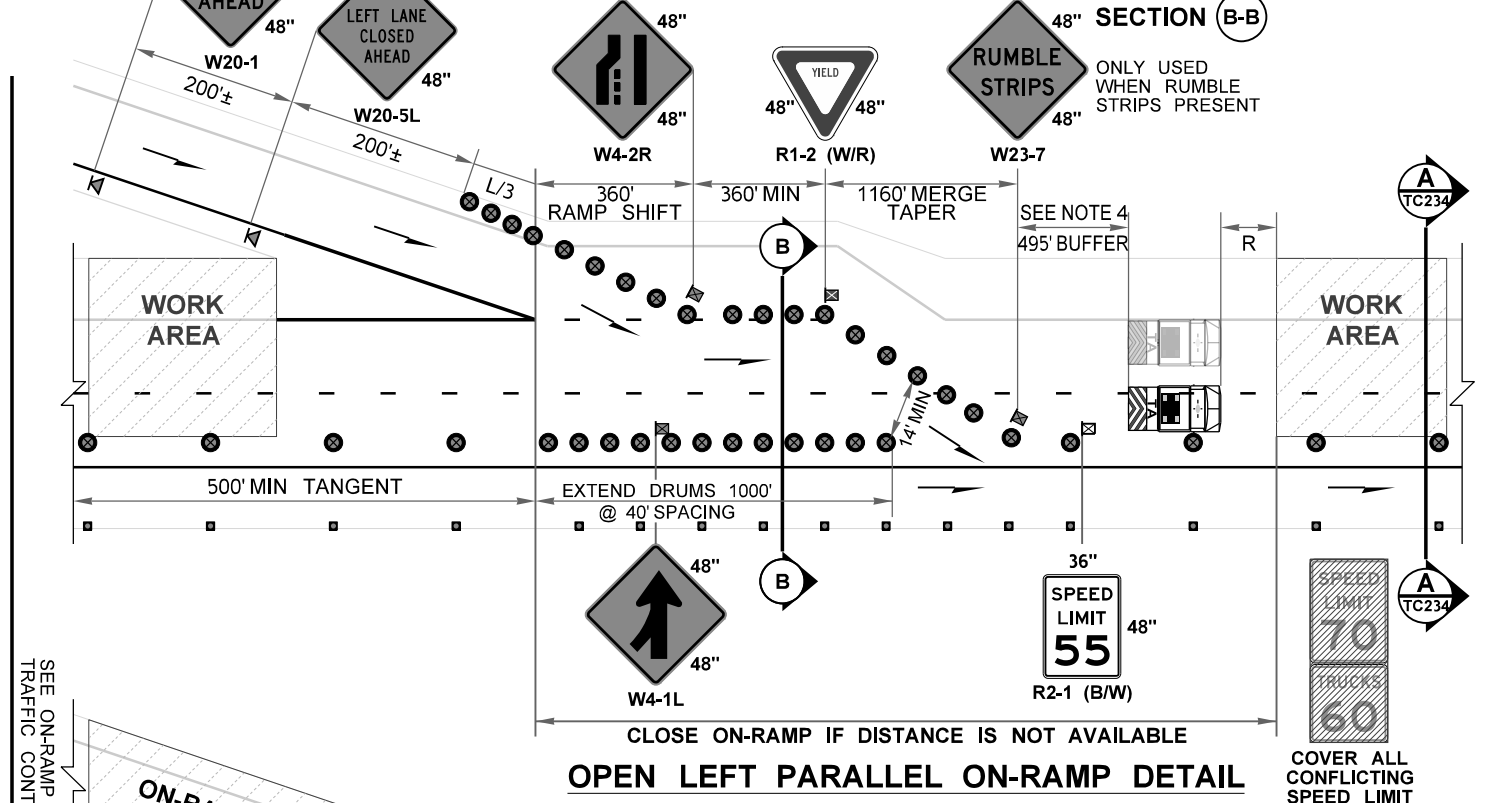 AHEAD
48"
W20-1
200'±
LEFT LANE
CLOSED
AHEAD
48"
W20-5L
200'±
L/3
48"
48"
W4-2R
YIELD
48" 48"
R1-2 (W/R)
RUMBLE
STRIPS
48"
48"
W23-7
SECTION B-B
ONLY USED
WHEN RUMBLE
STRIPS PRESENT
360'
RAMP SHIFT
360' MIN
1160' MERGE
TAPER
SEE NOTE 4
495' BUFFER
R
A
TC234
B
WORK
AREA
WORK
AREA
14' MIN
500' MIN TANGENT
EXTEND DRUMS 1000'
@ 40' SPACING
B
48"
48"
W4-1L
36"
SPEED
LIMIT
55
48"
R2-1 (B/W)
SPEED
LIMIT
70
TRUCKS
60
A
TC234
COVER ALL
CONFLICTING
SPEED LIMIT
CLOSE ON-RAMP IF DISTANCE IS NOT AVAILABLE
OPEN LEFT PARALLEL ON-RAMP DETAIL
SEE ON-RAMP